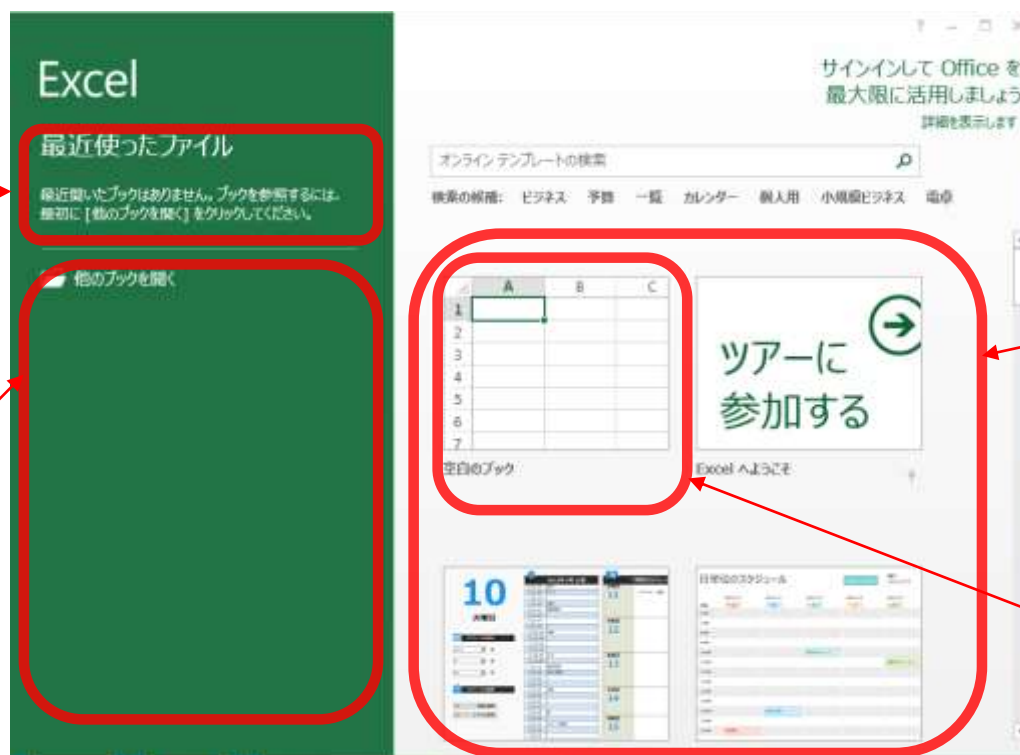 Excel
最近使ったファイル
最近開いたブックはありません。ブックを参照するには、
最初に [他のブックを開く] をクリックしてください。
他のブックを開く
?
サインインして Office を
最大限に活用しましょう
詳細を表示します
オンライン テンプレートの検索
検索の候補: ビジネス 予算 一覧 カレンダー 個人用 小規模ビジネス 電卓
A B C
1
2
3
4
5
6
7
空白のブック
ツアーに
参加する
Excel へようこそ
10
火曜日
11
12
13
14
15
日単位のスケジュール